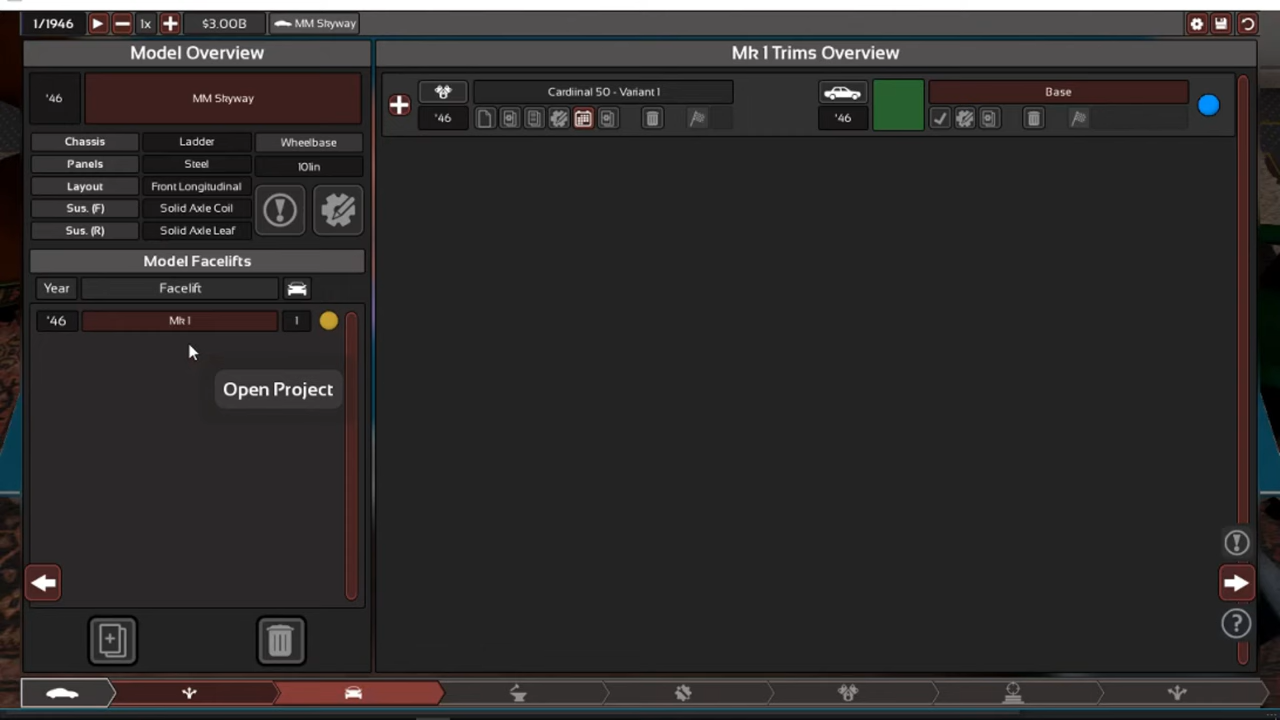 1/1946 1x $3.00B MM Skyway
Model Overview
'46 MM Skyway
Chassis Ladder Wheelbase
Panels Steel 101in
Layout Front Longitudinal
Sus. (F) Solid Axle Coil
Sus. (R) Solid Axle Leaf
Model Facelifts
Year Facelift
'46 Mk 1 1
Open Project
Mk 1 Trims Overview
Cardiinal 50 - Variant 1 Base
'46 '46